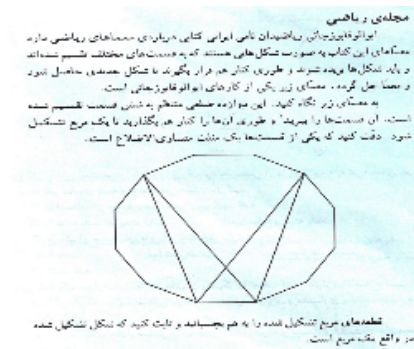 مجله‌ی ریاضی
ابوالوفابوزجانی ریاضیدان نامی ایرانی کتابی درباره‌ی معماهای ریاضی دارد
معماهای این کتاب به صورت شکل‌هایی هستند که به قسمت‌های مختلف تقسیم شده‌اند
و باید شکل‌ها بریده شوند و طوری کنار هم قرار بگیرند تا شکل جدیدی حاصل شود
و معما حل گردد. معمای زیر یکی از کارهای ابوالوفابوزجانی است.
به معمای زیر نگاه کنید. این دوازده ضلعی منتظم به شش قسمت تقسیم شده
است. آن قسمت‌ها را ببرید و طوری آن‌ها را کنار هم بگذارید تا یک مربع تشکیل
شود. دقت کنید که یکی از قسمت‌ها یک مثلث متساوی‌الاضلاع است.
قطعه‌های مربع تشکیل شده را به هم بچسبانید و ثابت کنید که شکل تشکیل شده
در واقع یک مربع است.